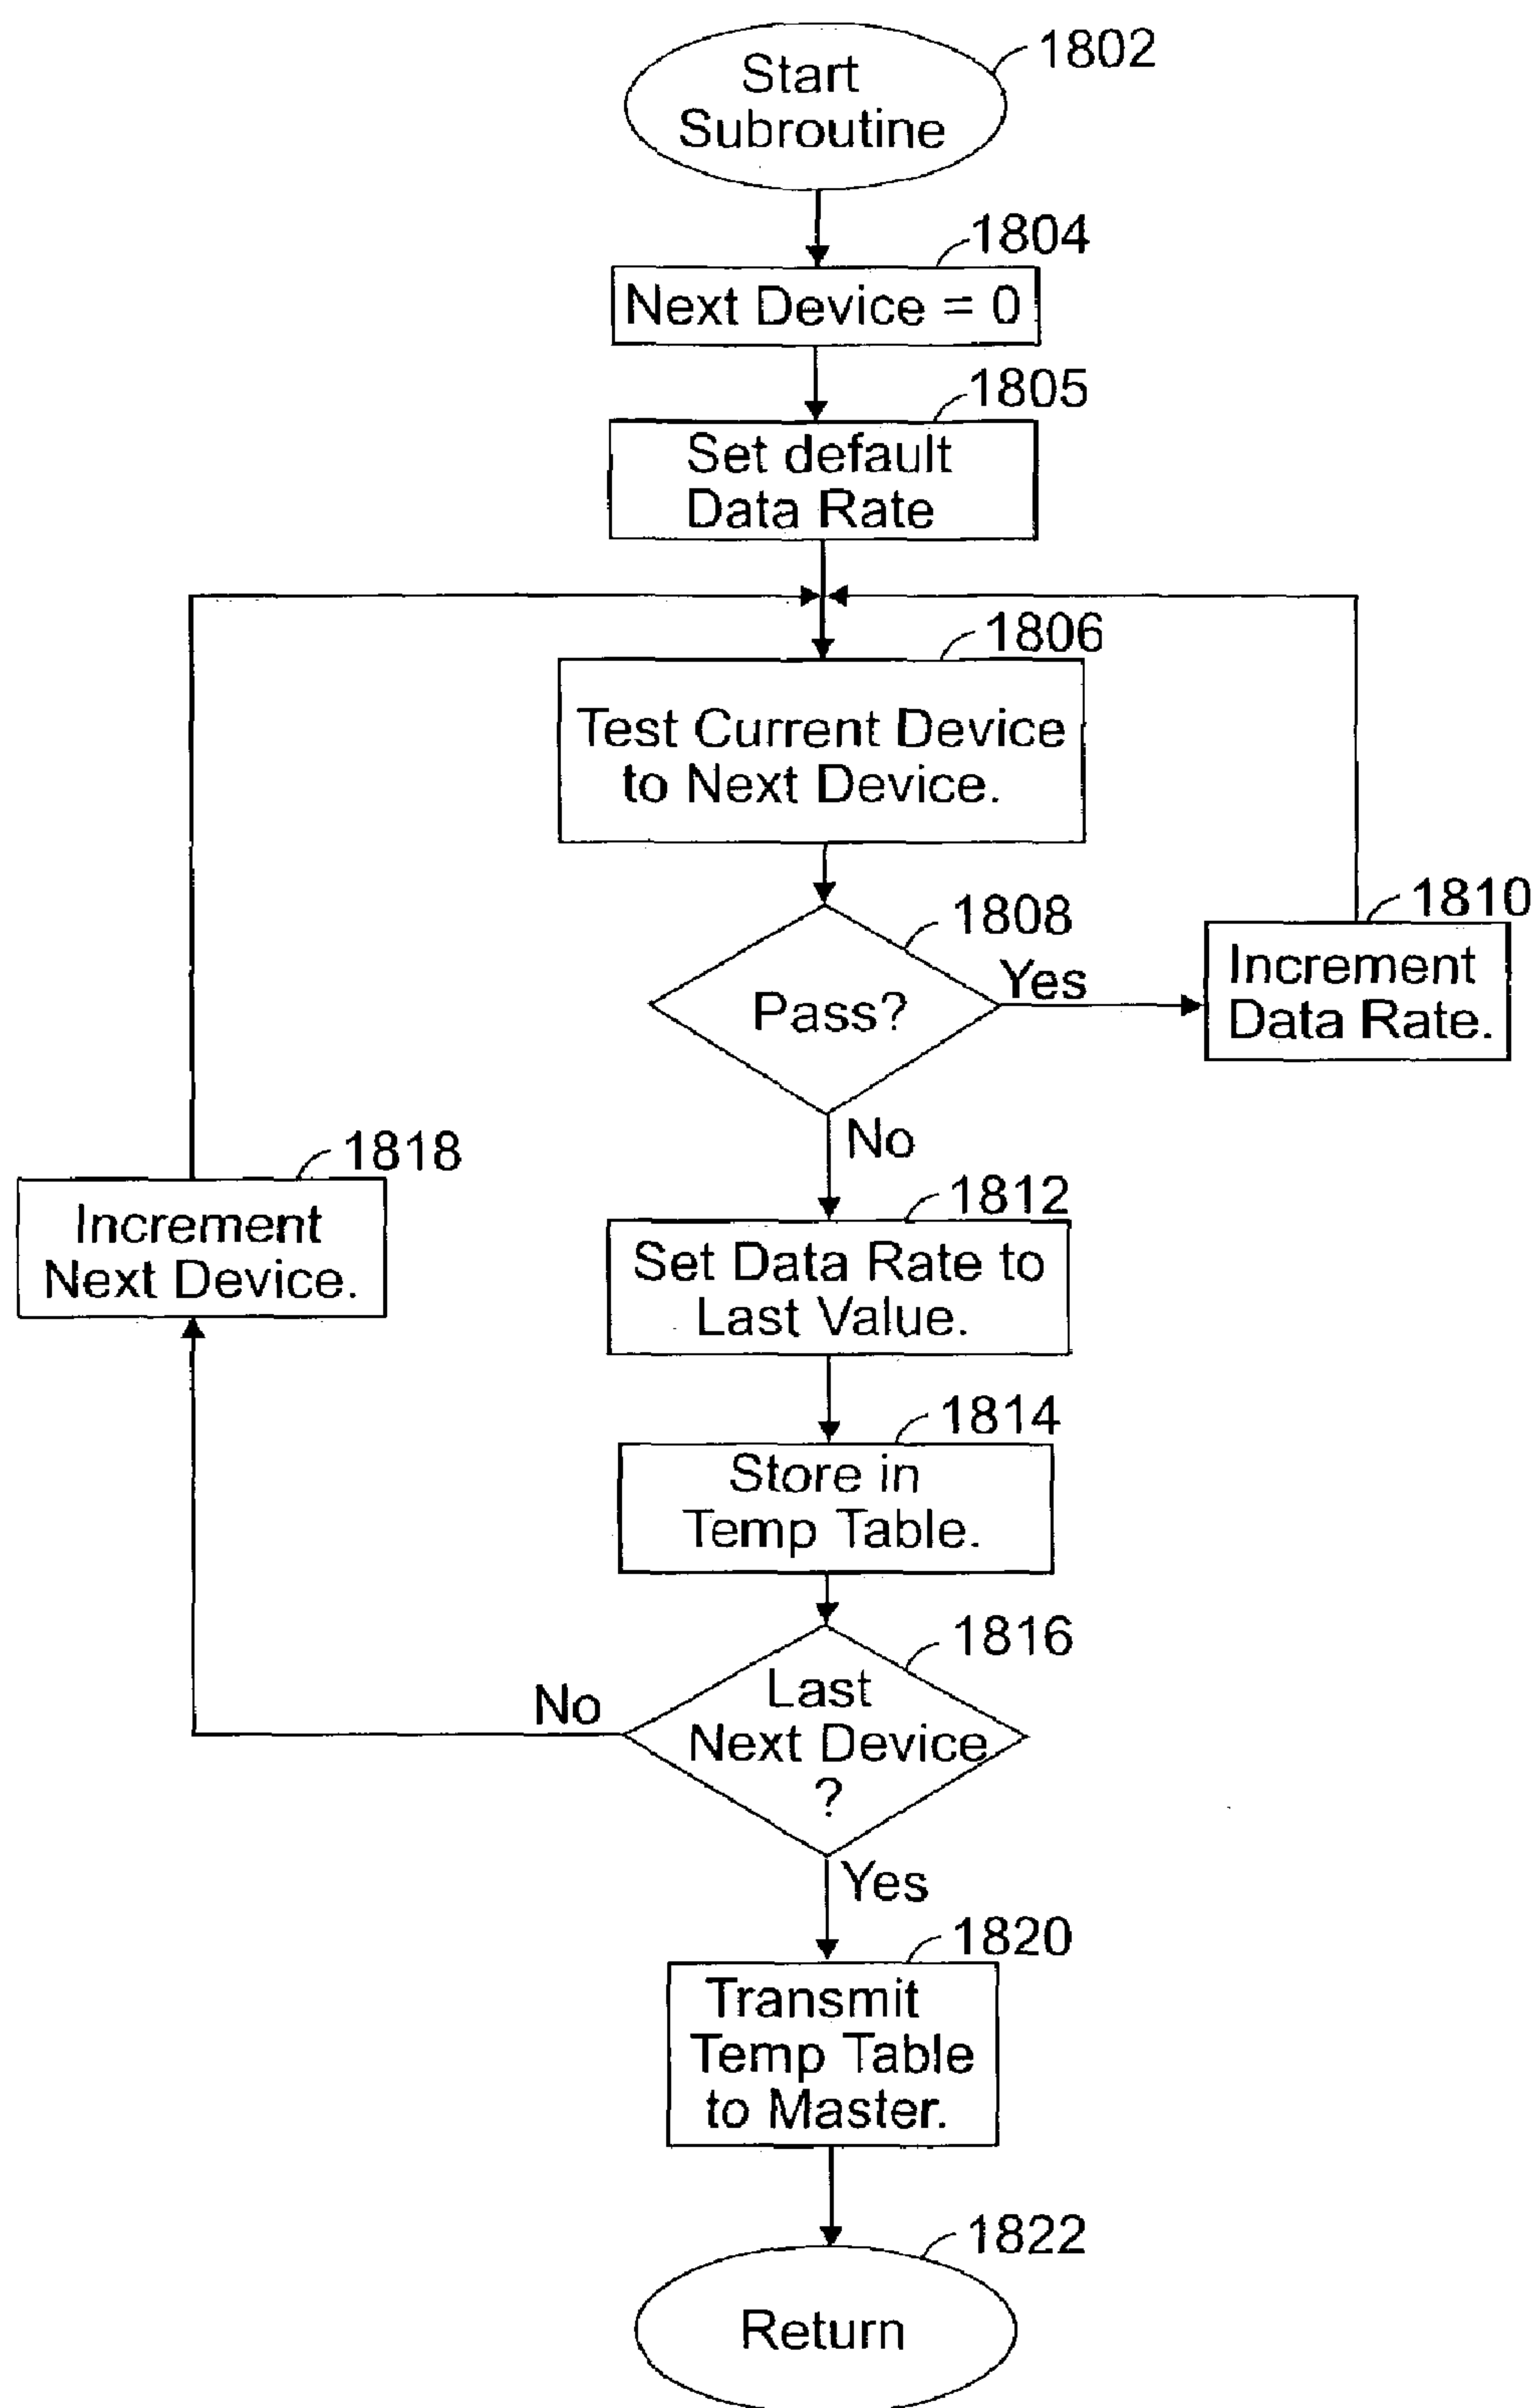 1802
Start
Subroutine
1804
Next Device = 0
1805
Set default
Data Rate
1806
Test Current Device
to Next Device.
1808
Pass?
Yes
1810
Increment
Data Rate.
No
1818
Increment
Next Device.
1812
Set Data Rate to
Last Value.
1814
Store in
Temp Table.
1816
Last
Next Device
?
No
Yes
1820
Transmit
Temp Table
to Master.
1822
Return